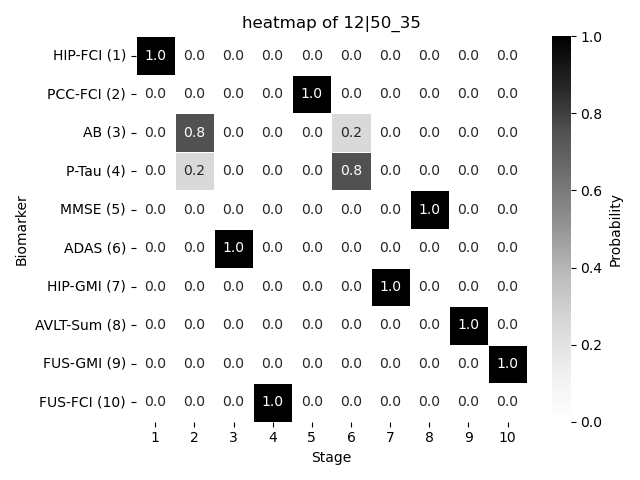 heatmap of 12|50_35
HIP-FCI (1) 1.0 0.0 0.0 0.0 0.0 0.0 0.0 0.0 0.0 0.0
PCC-FCI (2) 0.0 0.0 0.0 0.0 1.0 0.0 0.0 0.0 0.0 0.0
AB (3) 0.0 0.8 0.0 0.0 0.0 0.2 0.0 0.0 0.0 0.0
P-Tau (4) 0.0 0.2 0.0 0.0 0.0 0.8 0.0 0.0 0.0 0.0
MMSE (5) 0.0 0.0 0.0 0.0 0.0 0.0 0.0 1.0 0.0 0.0
ADAS (6) 0.0 0.0 1.0 0.0 0.0 0.0 0.0 0.0 0.0 0.0
HIP-GMI (7) 0.0 0.0 0.0 0.0 0.0 0.0 1.0 0.0 0.0 0.0
AVLT-Sum (8) 0.0 0.0 0.0 0.0 0.0 0.0 0.0 0.0 1.0 0.0
FUS-GMI (9) 0.0 0.0 0.0 0.0 0.0 0.0 0.0 0.0 0.0 1.0
FUS-FCI (10) 0.0 0.0 0.0 1.0 0.0 0.0 0.0 0.0 0.0 0.0
1 2 3 4 5 6 7 8 9 10
Stage
Biomarker
1.0
0.8
0.6
0.4
0.2
0.0
Probability